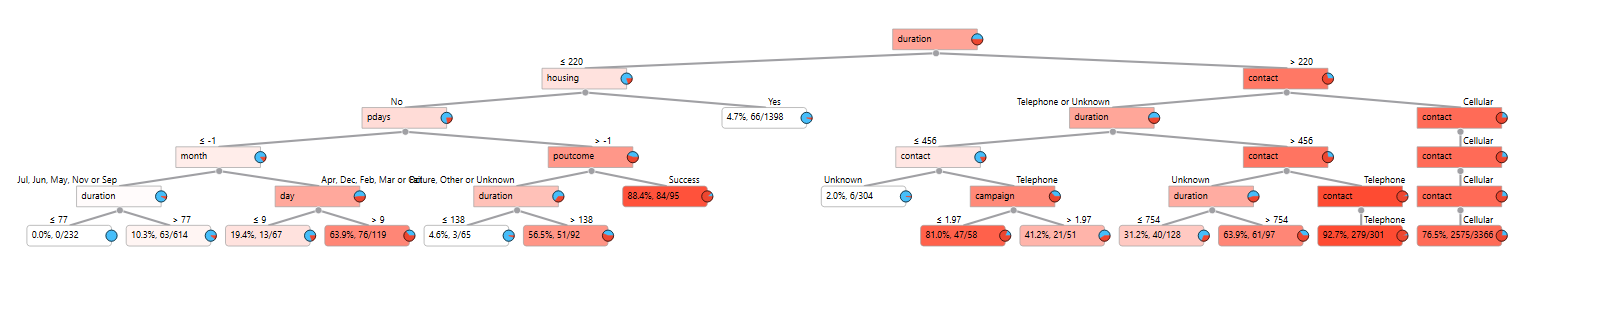 duration
≤ 220
> 220
housing
contact
No
Yes
Telephone or Unknown
Cellular
pdays
4.7%, 66/1398
duration
contact
≤ -1
> -1
≤ 456
> 456
Cellular
month
poutcome
contact
contact
contact
Jul, Jun, May, Nov or Sep
Apr, Dec, Feb, Mar or
Failure, Other or Unknown
Success
Unknown
Telephone
Unknown
Telephone
Cellular
duration
day
duration
88.4%, 84/95
2.0%, 6/304
campaign
duration
contact
contact
≤ 77
> 77
≤ 9
> 9
≤ 138
> 138
≤ 1.97
> 1.97
≤ 754
> 754
Telephone
Cellular
0.0%, 0/232
10.3%, 63/614
19.4%, 13/67
63.9%, 76/119
4.6%, 3/65
56.5%, 51/92
81.0%, 47/58
41.2%, 21/51
31.2%, 40/128
63.9%, 61/97
92.7%, 279/301
76.5%, 2575/3366